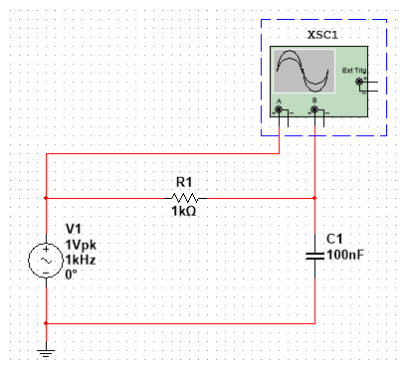 XSC1
Ext Trig
+
-
A
B
+ - + -
R1
1kΩ
V1
1Vpk
1kHz
0°
+
-
C1
100nF